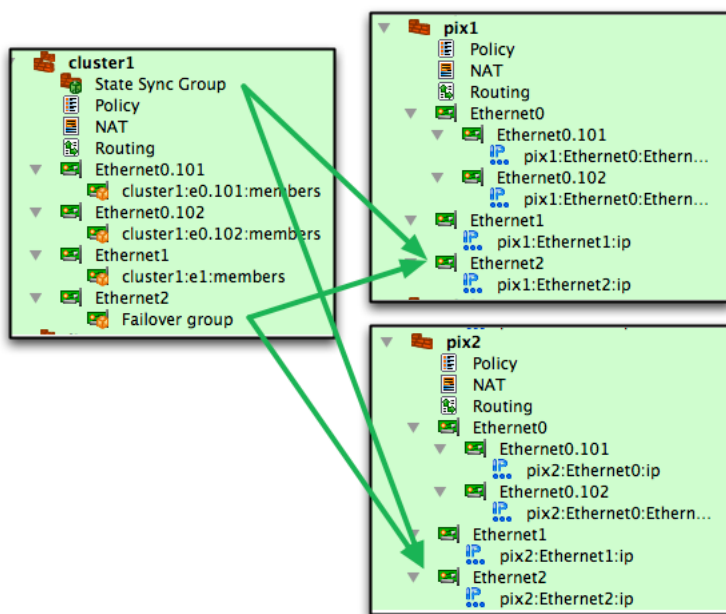 cluster1
State Sync Group
Policy
NAT
Routing
Ethernet0.101
cluster1:e0.101:members
Ethernet0.102
cluster1:e0.102:members
Ethernet1
cluster1:e1:members
Ethernet2
Failover group
pix1
Policy
NAT
Routing
Ethernet0
Ethernet0.101
pix1:Ethernet0:Ethern...
Ethernet0.102
pix1:Ethernet0:Ethern...
Ethernet1
pix1:Ethernet1:ip
Ethernet2
pix1:Ethernet2:ip
pix2
Policy
NAT
Routing
Ethernet0
Ethernet0.101
pix2:Ethernet0:ip
Ethernet0.102
pix2:Ethernet0:Ethern...
Ethernet1
pix2:Ethernet1:ip
Ethernet2
pix2:Ethernet2:ip